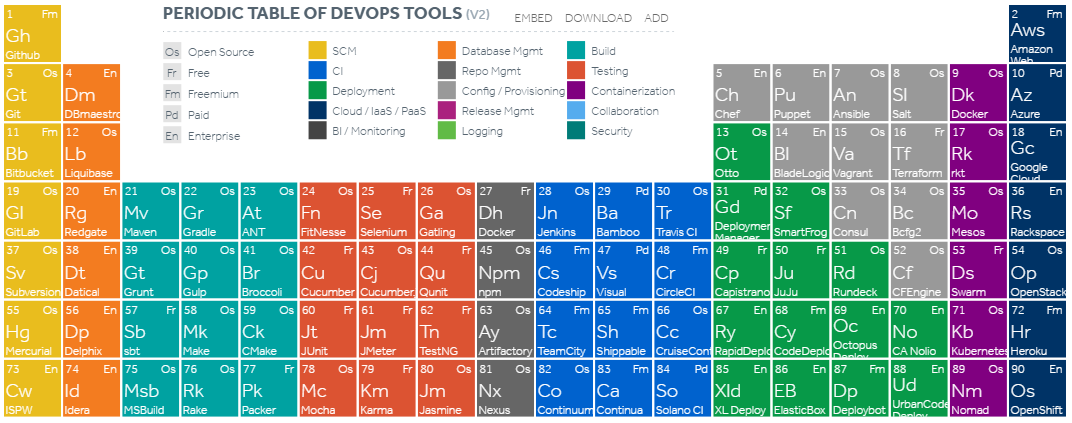 PERIODIC TABLE OF DEVOPS TOOLS (V2)
EMBED DOWNLOAD ADD
Os Open Source
Fr Free
Fm Freemium
Pd Paid
En Enterprise
SCM
CI
Deployment
Cloud / IaaS / PaaS
BI / Monitoring
Database Mgmt
Repo Mgmt
Config / Provisioning
Release Mgmt
Logging
Build
Testing
Containerization
Collaboration
Security
1 Fm
Gh
Github
2 Fm
Aws
Amazon
Web
3 Os
Gt
Git
4 En
Dm
DBmaestro
5 En
Ch
Chef
6 En
Pu
Puppet
7 Os
An
Ansible
8 Os
Sl
Salt
9 Os
Dk
Docker
10 Pd
Az
Azure
11 Fm
Bb
Bitbucket
12 Os
Lb
Liquibase
13 Os
Ot
Otto
14 En
Bl
BladeLogic
15 Os
Va
Vagrant
16 Fr
Tf
Terraform
17 Os
Rk
rkt
18 En
Gc
Google
Cloud
19 Os
Gl
GitLab
20 En
Rg
Redgate
21 Os
Mv
Maven
22 Os
Gr
Gradle
23 Os
At
ANT
24 Os
Fn
FitNesse
25 Fr
Se
Selenium
26 Os
Ga
Gatling
27 Fr
Dh
Docker
28 Os
Jn
Jenkins
29 Pd
Ba
Bamboo
30 Os
Tr
Travis CI
31 Pd
Gd
Deployment
Manager
32 Os
Sf
SmartFrog
33 Os
Cn
Consul
34 Os
Bc
Bcfg2
35 Os
Mo
Mesos
36 En
Rs
Rackspace
37 Os
Sv
Subversion
38 En
Dt
Datical
39 Os
Gt
Grunt
40 Os
Gp
Gulp
41 Os
Br
Broccoli
42 Fr
Cu
Cucumber
43 Os
Cj
Cucumber.
44 Fr
Qu
Qunit
45 Os
Npm
npm
46 Fm
Cs
Codeship
47 Pd
Vs
Visual
48 Fm
Cr
CircleCI
49 Fr
Cp
Capistrano
50 Fr
Ju
JuJu
51 Os
Rd
Rundeck
52 Os
Cf
CFEngine
53 Fr
Ds
Swarm
54 Os
Op
OpenStack
55 Os
Hg
Mercurial
56 En
Dp
Delphix
57 Fr
Sb
sbt
58 Os
Mk
Make
59 Os
Ck
CMake
60 Fr
Jt
JUnit
61 Fr
Jm
JMeter
62 Fr
Tn
TestNG
63 En
Ay
Artifactory
64 Fm
Tc
TeamCity
65 Fm
Sh
Shippable
66 Os
Cc
CruiseCont
67 En
Ry
RapidDeplo
68 Fm
Cy
CodeDeplo
69 En
Oc
Octopus
Deploy
70 En
No
CA Nolio
71 Os
Kb
Kubernetes
72 Fm
Hr
Heroku
73 En
Cw
ISPW
74 En
Id
Idera
75 Os
Msb
MSBuild
76 Os
Rk
Rake
77 Fr
Pk
Packer
78 Os
Mc
Mocha
79 Fr
Km
Karma
80 Os
Jm
Jasmine
81 Os
Nx
Nexus
82 Os
Co
Continuum
83 Fm
Ca
Continua
84 Pd
So
Solano CI
85 En
Xld
XL Deploy
86 En
EB
ElasticBox
87 Fm
Dp
Deploybot
88 En
Ud
UrbanCode
Deploy
89 Os
Nm
Nomad
90 En
Os
OpenShift